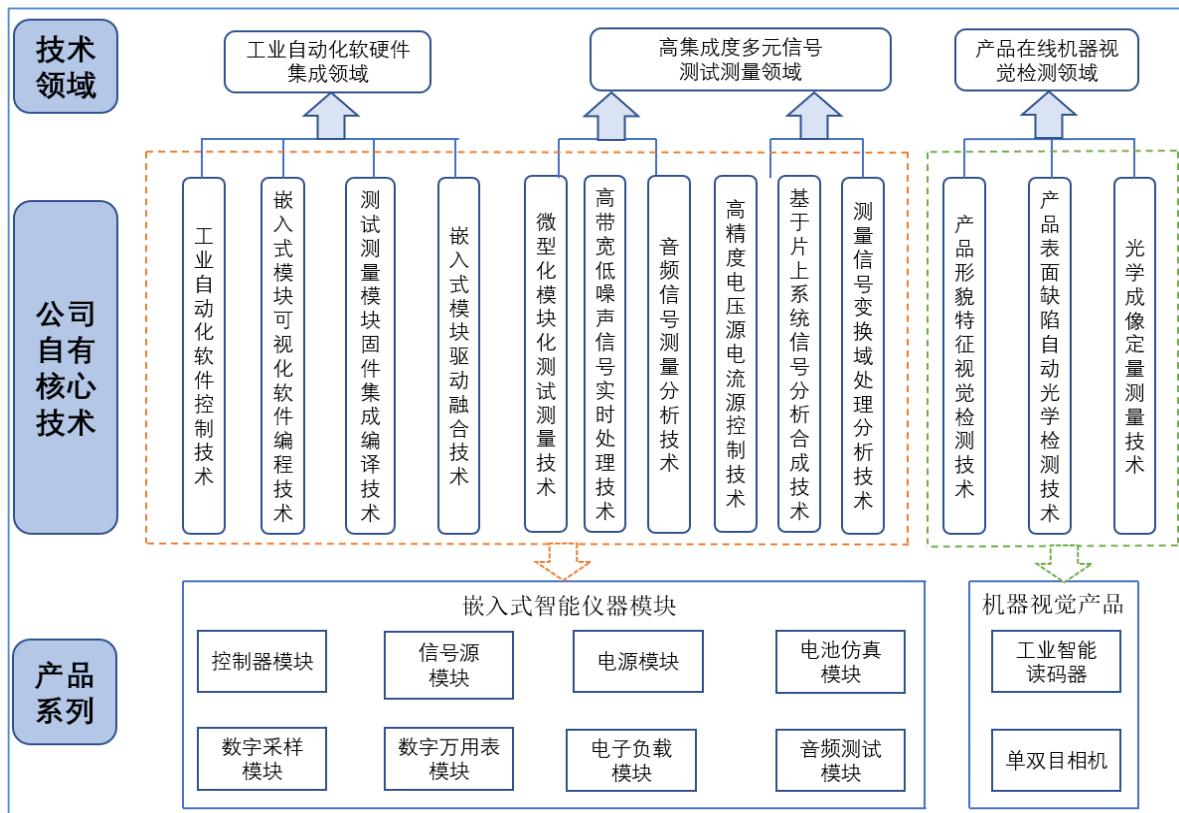 技术
领域
工业自动化软硬件
集成领域
高集成度多元信号
测试测量领域
产品在线机器视
觉检测领域
公司
自有
核心
技术
工业自动化软件控制技术
嵌入式模块可视化软件编程技术
测试测量模块固件集成编译技术
嵌入式模块驱动融合技术
微型化模块化测试测量技术
高带宽低噪声信号实时处理技术
音频信号测量分析技术
高精度电压源电流源控制技术
基于片上系统信号分析合成技术
测量信号变换域处理分析技术
产品形貌特征视觉检测技术
产品表面缺陷自动光学检测技术
光学成像定量测量技术
产品
系列
嵌入式智能仪器模块
控制器模块
信号源
模块
电源模块
电池仿真
模块
数字采样
模块
数字万用表
模块
电子负载
模块
音频测试
模块
机器视觉产品
工业智能
读码器
单双目相机